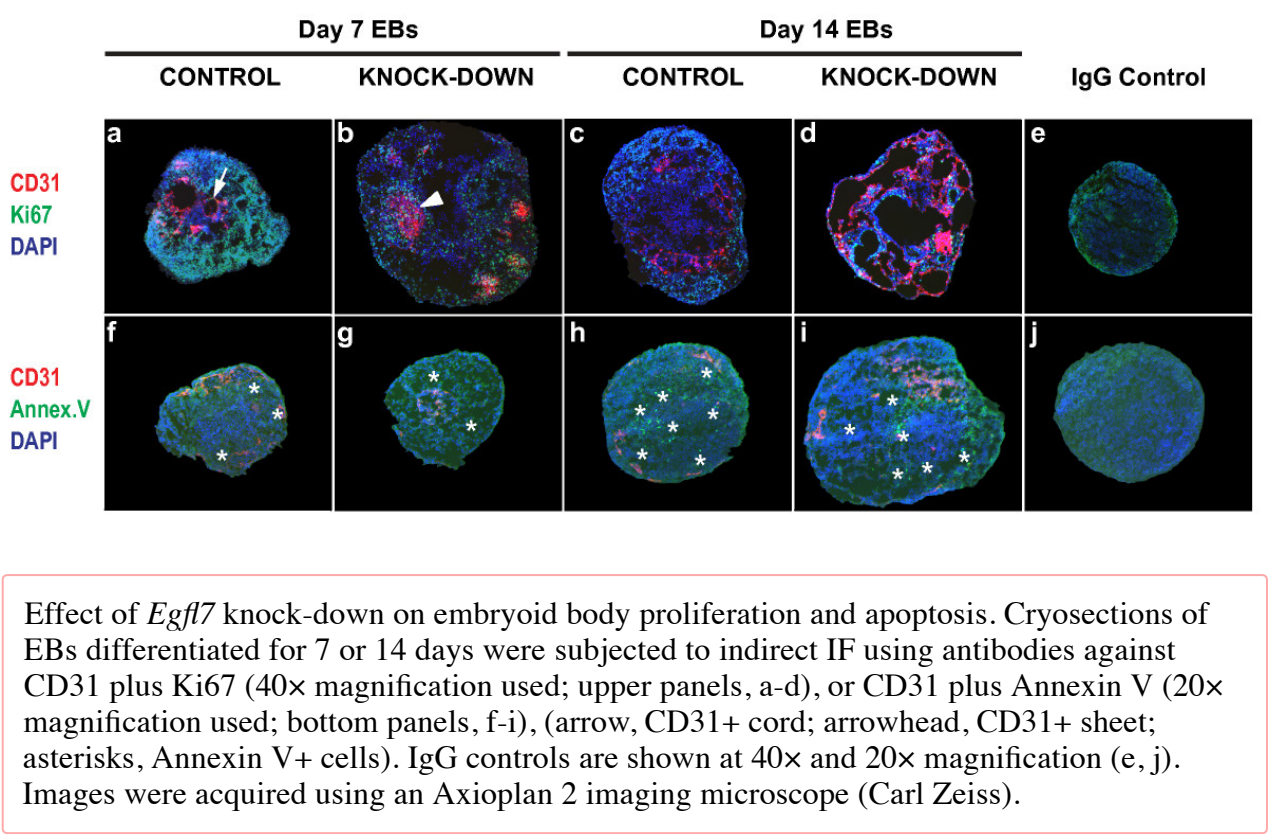 Day 7 EBs
Day 14 EBs
CONTROL
KNOCK-DOWN
CONTROL
KNOCK-DOWN
IgG Control
CD31
Ki67
DAPI
a
b
c
d
e
CD31
Annex.V
DAPI
f
g
h
i
j
* * *
* *
* * * * * * *
* * * * * * *
Effect of Egfl7 knock-down on embryoid body proliferation and apoptosis. Cryosections of
EBs differentiated for 7 or 14 days were subjected to indirect IF using antibodies against
CD31 plus Ki67 (40× magnification used; upper panels, a-d), or CD31 plus Annexin V (20×
magnification used; bottom panels, f-i), (arrow, CD31+ cord; arrowhead, CD31+ sheet;
asterisks, Annexin V+ cells). IgG controls are shown at 40× and 20× magnification (e, j).
Images were acquired using an Axioplan 2 imaging microscope (Carl Zeiss).